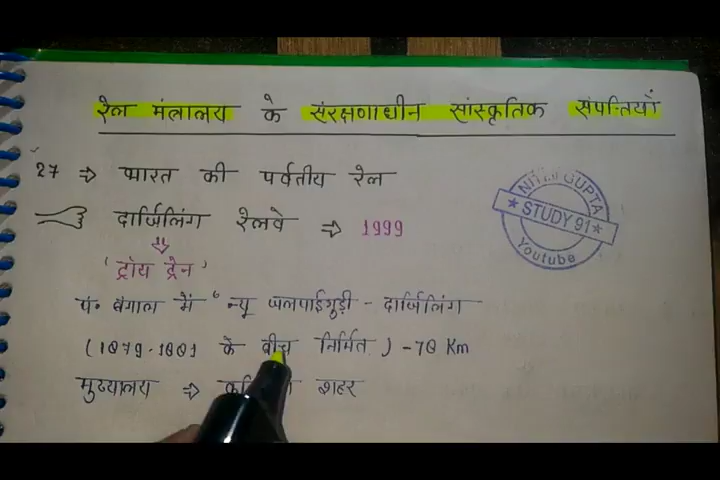 रेल मंत्रालय के संरक्षणाधीन सांस्कृतिक संपत्तियाँ
27 ⇒ भारत की पर्वतीय रेल
दार्जिलिंग रेलवे ⇒ 1999
' ट्रॉय ट्रेन '
प. बंगाल में ' न्यू जलपाईगुड़ी - दार्जिलिंग
(1879-1881 के बीच निर्मित ) - 78 Km
मुख्यालय ⇒ शहर
NITIN GUPTA
★ STUDY 91 ★
Youtube